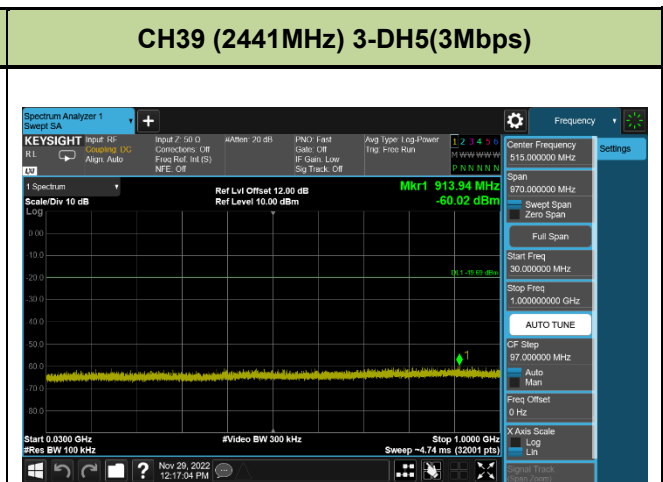 CH39 (2441MHz) 3-DH5(3Mbps)
Spectrum Analyzer 1
Swept SA
Frequency
KEYSIGHT Input: RF Input Z: 50 Ω #Atten: 20 dB PNO: Fast Avg Type: Log-Power 1 2 3 4 5 6
R L Coupling: DC Corrections: Off Gate: Off Trig: Free Run M W W W W W
Align: Auto Freq Ref: Int (S) IF Gain: Low
NFE: Off Sig Track: Off P N N N N N
LXI
Center Frequency
515.000000 MHz
Settings
1 Spectrum
Scale/Div 10 dB
Ref Lvl Offset 12.00 dB
Ref Level 10.00 dBm
Mkr1 913.94 MHz
-60.02 dBm
Log
0.00
-10.0
-20.0
-30.0
-40.0
-50.0
-60.0
-70.0
-80.0
DL1 -19.69 dBm
1
Start 0.0300 GHz
#Res BW 100 kHz
#Video BW 300 kHz
Stop 1.0000 GHz
Sweep ~4.74 ms (32001 pts)
Span
970.000000 MHz
Swept Span
Zero Span
Full Span
Start Freq
30.000000 MHz
Stop Freq
1.000000000 GHz
AUTO TUNE
CF Step
97.000000 MHz
Auto
Man
Freq Offset
0 Hz
X Axis Scale
Log
Lin
Signal Track
(Span Zoom)
?
Nov 29, 2022
12:17:04 PM